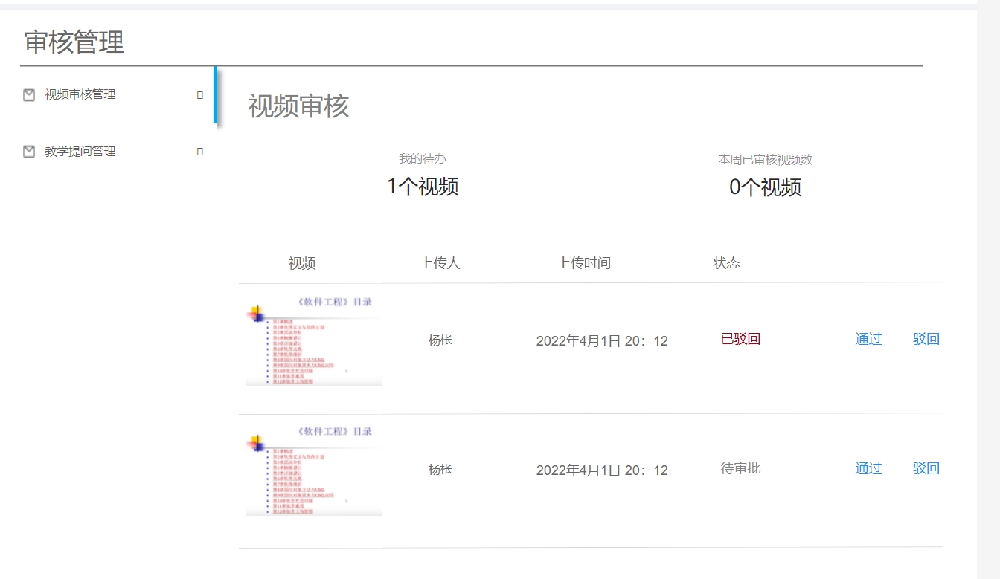 审核管理
视频审核管理
教学提问管理
视频审核
我的待办
1个视频
本周已审核视频数
0个视频
视频 上传人 上传时间 状态
《软件工程》目录
杨枨 2022年4月1日 20：12 已驳回 通过 驳回
《软件工程》目录
杨枨 2022年4月1日 20：12 待审批 通过 驳回